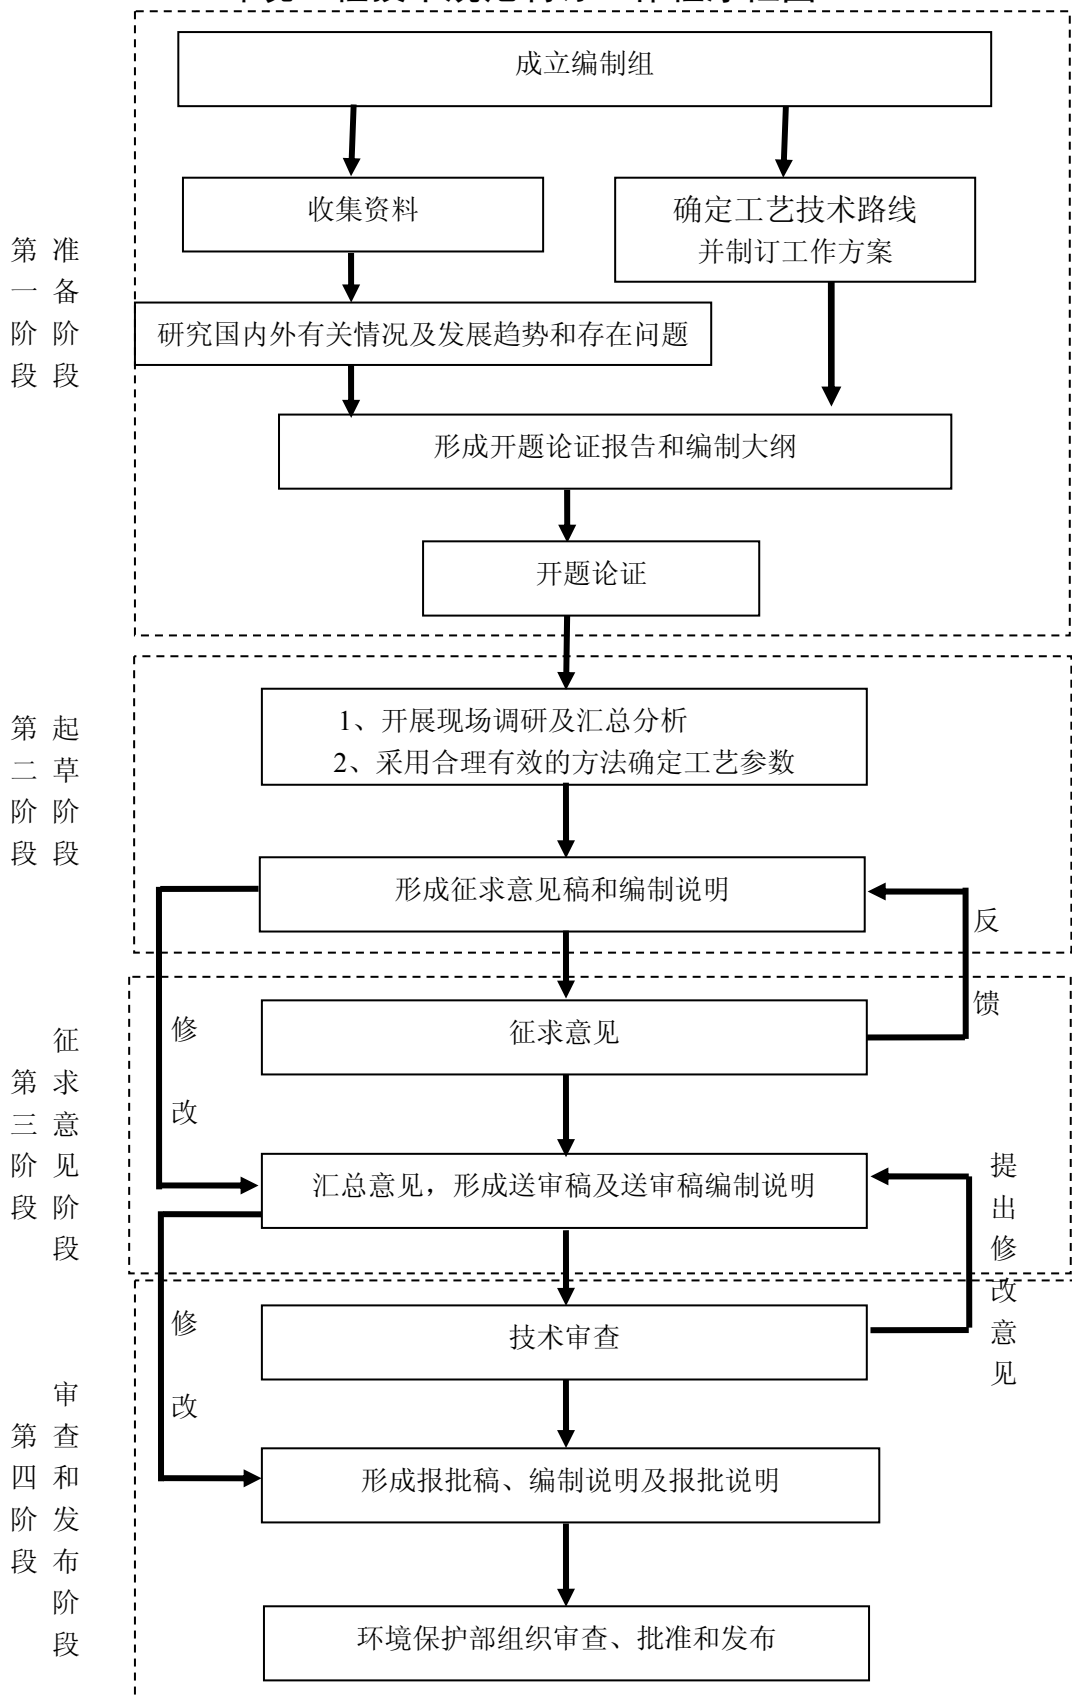 成立编制组
收集资料
确定工艺技术路线
并制订工作方案
研究国内外有关情况及发展趋势和存在问题
形成开题论证报告和编制大纲
开题论证
第一阶段
准备阶段
1、开展现场调研及汇总分析
2、采用合理有效的方法确定工艺参数
形成征求意见稿和编制说明
第二阶段
起草阶段
反馈
征求意见
修改
汇总意见，形成送审稿及送审稿编制说明
第三阶段
征求意见阶段
提出修改意见
技术审查
修改
形成报批稿、编制说明及报批说明
环境保护部组织审查、批准和发布
第四阶段
审查和发布阶段